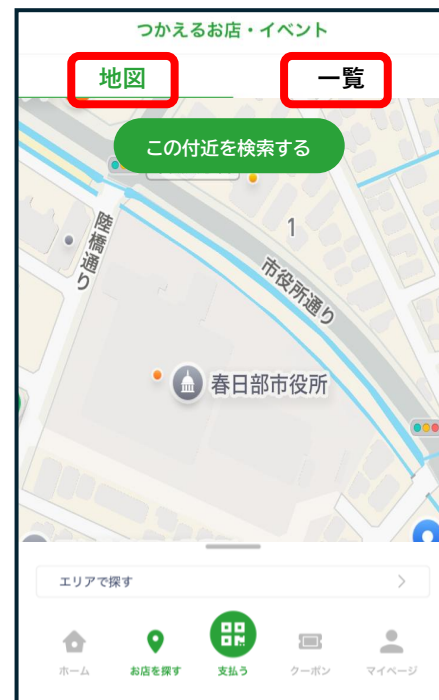 つかえるお店・イベント
地図
一覧
この付近を検索する
陸橋通り
1
市役所通り
春日部市役所
エリアで探す
ホーム
お店を探す
支払う
クーポン
マイページ